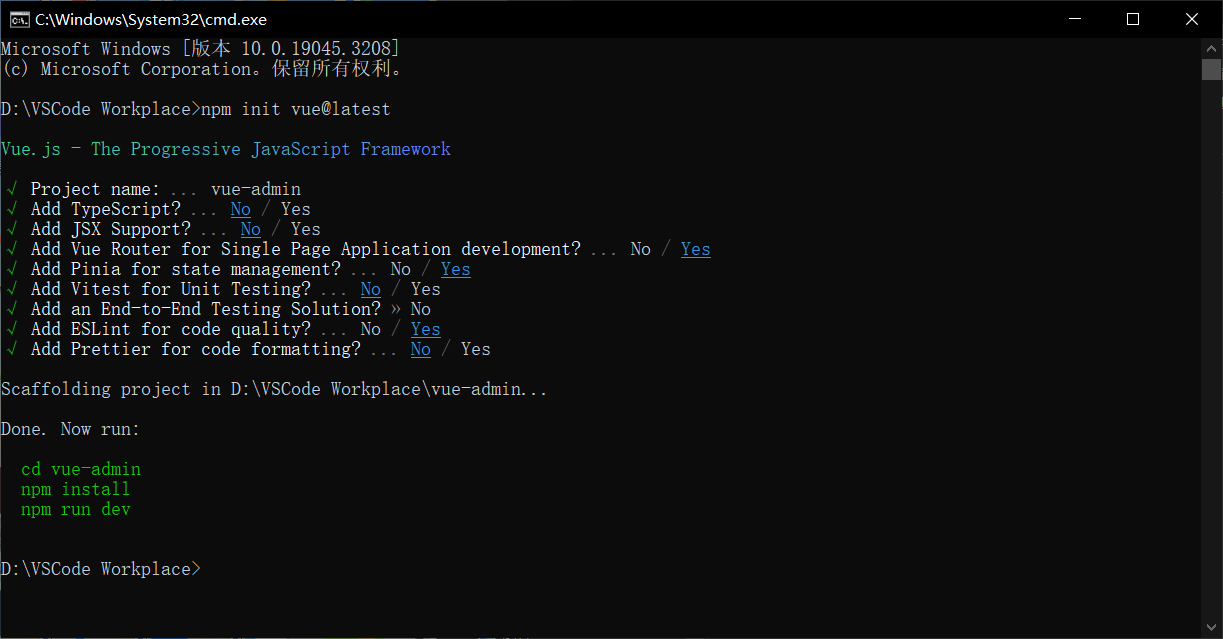 C:\Windows\System32\cmd.exe
Microsoft Windows [版本 10.0.19045.3208]
(c) Microsoft Corporation。保留所有权利。
D:\VSCode Workplace>npm init vue@latest
Vue.js - The Progressive JavaScript Framework
√ Project name: ... vue-admin
√ Add TypeScript? ... No / Yes
√ Add JSX Support? ... No / Yes
√ Add Vue Router for Single Page Application development? ... No / Yes
√ Add Pinia for state management? ... No / Yes
√ Add Vitest for Unit Testing? ... No / Yes
√ Add an End-to-End Testing Solution? » No
√ Add ESLint for code quality? ... No / Yes
√ Add Prettier for code formatting? ... No / Yes
Scaffolding project in D:\VSCode Workplace\vue-admin...
Done. Now run:
cd vue-admin
npm install
npm run dev
D:\VSCode Workplace>